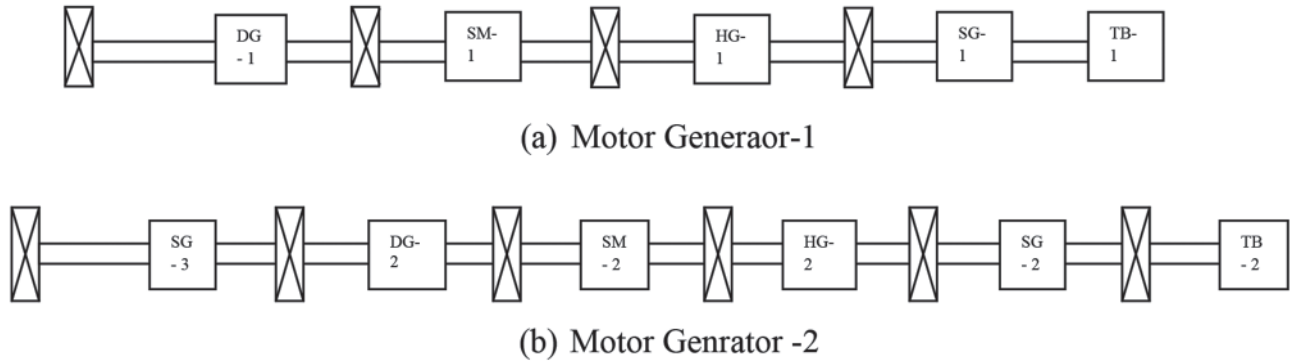 DG
- 1
SM-
1
HG-
1
SG-
1
TB-
1
(a) Motor Generaor-1
SG
- 3
DG-
2
SM
- 2
HG-
2
SG
- 2
TB
- 2
(b) Motor Genrator -2